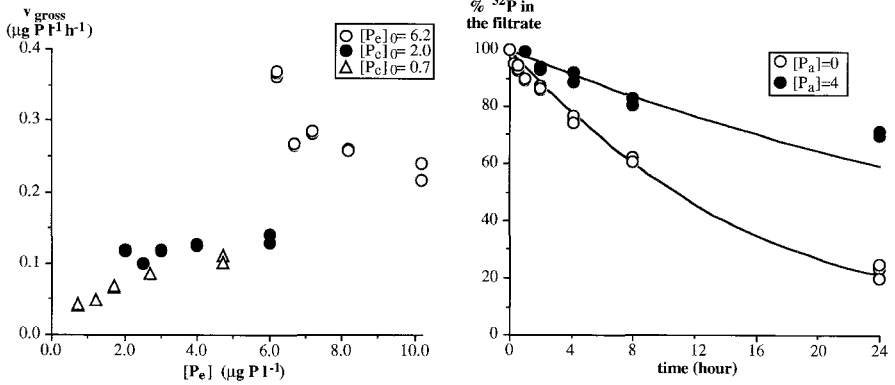 v gross
(µg P l⁻¹ h⁻¹)
[Pe]0= 6.2
[Pc]0= 2.0
[Pc]0= 0.7
0.4
0.3
0.2
0.1
0.0
0.0 2.0 4.0 6.0 8.0 10.0
[Pe] (µg P l⁻¹)
% ³²P in
the filtrate
[Pa]=0
[Pa]=4
100
80
60
40
20
0
0 4 8 12 16 20 24
time (hour)